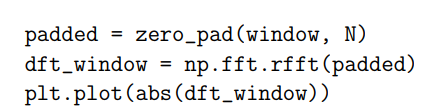 padded = zero_pad(window, N)
dft_window = np.fft.rfft(padded)
plt.plot(abs(dft_window))